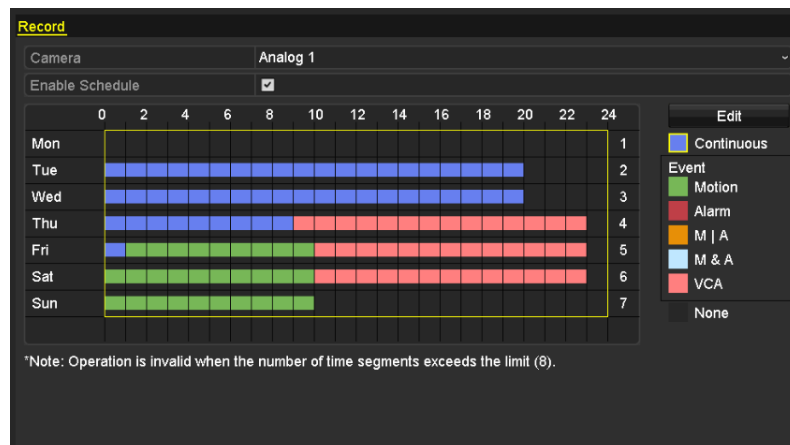 Record
Camera Analog 1
Enable Schedule
0 2 4 6 8 10 12 14 16 18 20 22 24 Edit
Mon 1 Continuous
Tue 2 Event
Motion
Wed 3
Alarm
Thu 4
M | A
Fri 5
M & A
Sat 6 VCA
Sun 7
None
*Note: Operation is invalid when the number of time segments exceeds the limit (8).